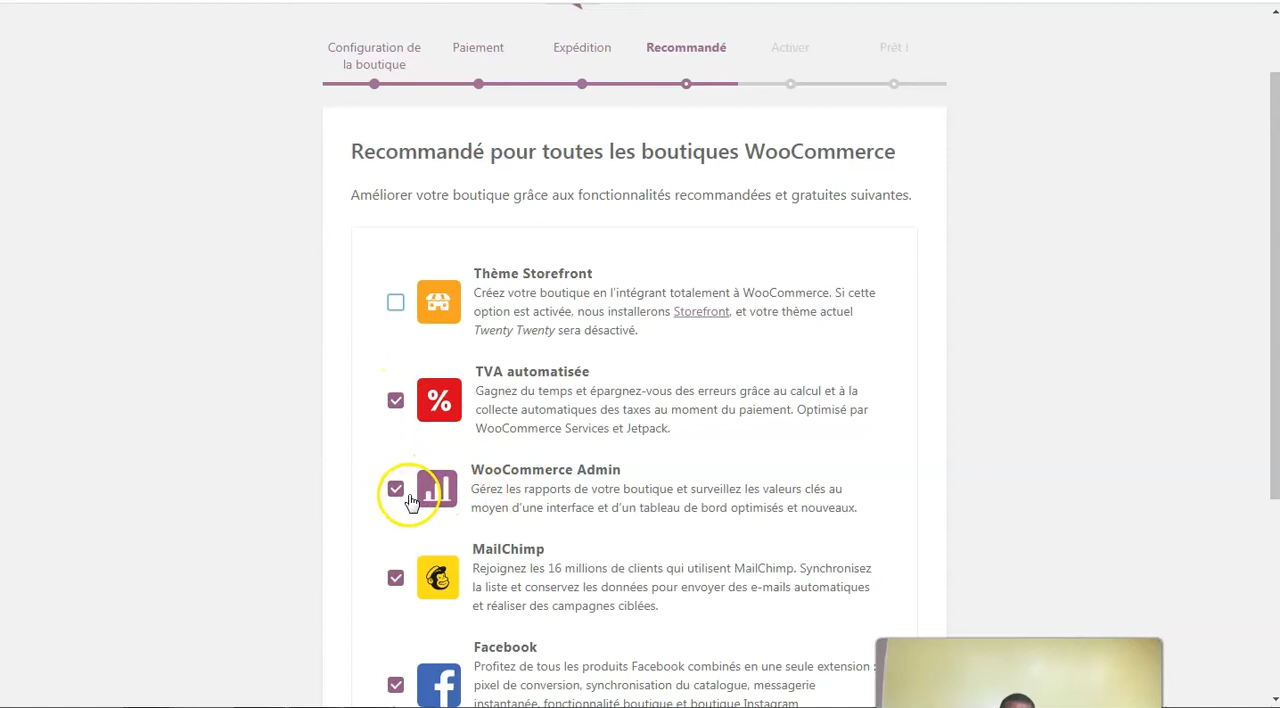 Configuration de
la boutique
Paiement
Expédition
Recommandé
Activer
Prêt !
Recommandé pour toutes les boutiques WooCommerce
Améliorer votre boutique grâce aux fonctionnalités recommandées et gratuites suivantes.
Thème Storefront
Créez votre boutique en l’intégrant totalement à WooCommerce. Si cette
option est activée, nous installerons Storefront, et votre thème actuel
Twenty Twenty sera désactivé.
TVA automatisée
%
Gagnez du temps et épargnez-vous des erreurs grâce au calcul et à la
collecte automatiques des taxes au moment du paiement. Optimisé par
WooCommerce Services et Jetpack.
WooCommerce Admin
Gérez les rapports de votre boutique et surveillez les valeurs clés au
moyen d’une interface et d’un tableau de bord optimisés et nouveaux.
MailChimp
Rejoignez les 16 millions de clients qui utilisent MailChimp. Synchronisez
la liste et conservez les données pour envoyer des e-mails automatiques
et réaliser des campagnes ciblées.
Facebook
Profitez de tous les produits Facebook combinés en une seule extension :
pixel de conversion, synchronisation du catalogue, messagerie
instantanée, fonctionnalité boutique et boutique Instagram